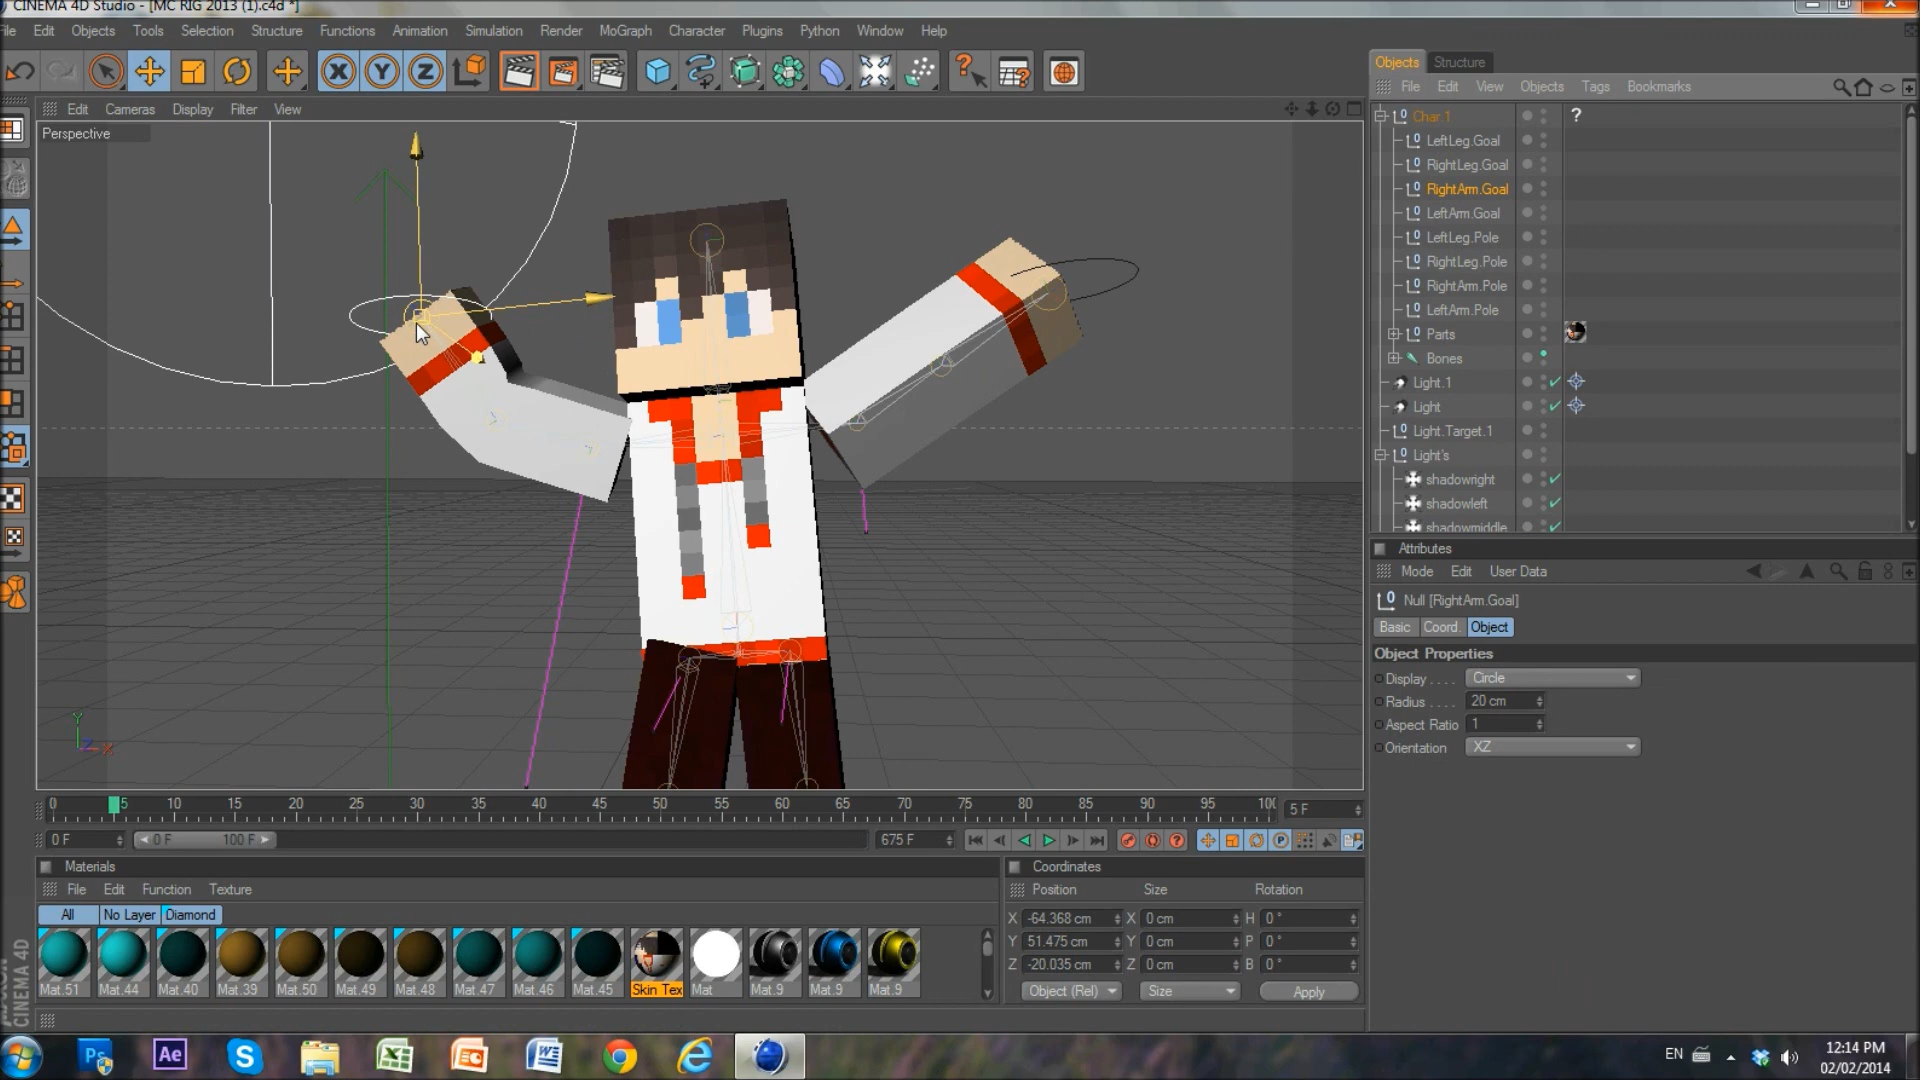 CINEMA 4D Studio - [MC RIG 2013 (1).c4d *]
Edit Objects Tools Selection Structure Functions Animation Simulation Render MoGraph Character Plugins Python Window Help
Edit Cameras Display Filter View
Perspective
Objects Structure
File Edit View Objects Tags Bookmarks
Char.1
LeftLeg.Goal
RightLeg.Goal
RightArm.Goal
LeftArm.Goal
LeftLeg.Pole
RightLeg.Pole
RightArm.Pole
LeftArm.Pole
Parts
Bones
Light.1
Light
Light.Target.1
Light's
shadowright
shadowleft
shadowmiddle
Attributes
Mode Edit User Data
Null [RightArm.Goal]
Basic Coord. Object
Object Properties
Display . . . . Circle
Radius . . . . 20 cm
Aspect Ratio 1
Orientation XZ
0 5 10 15 20 25 30 35 40 45 50 55 60 65 70 75 80 85 90 95 100 5 F
0 F 0 F 100 F 675 F
Materials
File Edit Function Texture
All No Layer Diamond
Mat.51 Mat.44 Mat.40 Mat.39 Mat.50 Mat.49 Mat.48 Mat.47 Mat.46 Mat.45 Skin Tex Mat Mat.9 Mat.9 Mat.9
Coordinates
Position Size Rotation
X -64.368 cm X 0 cm H 0 °
Y 51.475 cm Y 0 cm P 0 °
Z -20.035 cm Z 0 cm B 0 °
Object (Rel) Size Apply
CINEMA 4D
Ps Ae EN 12:14 PM
02/02/2014